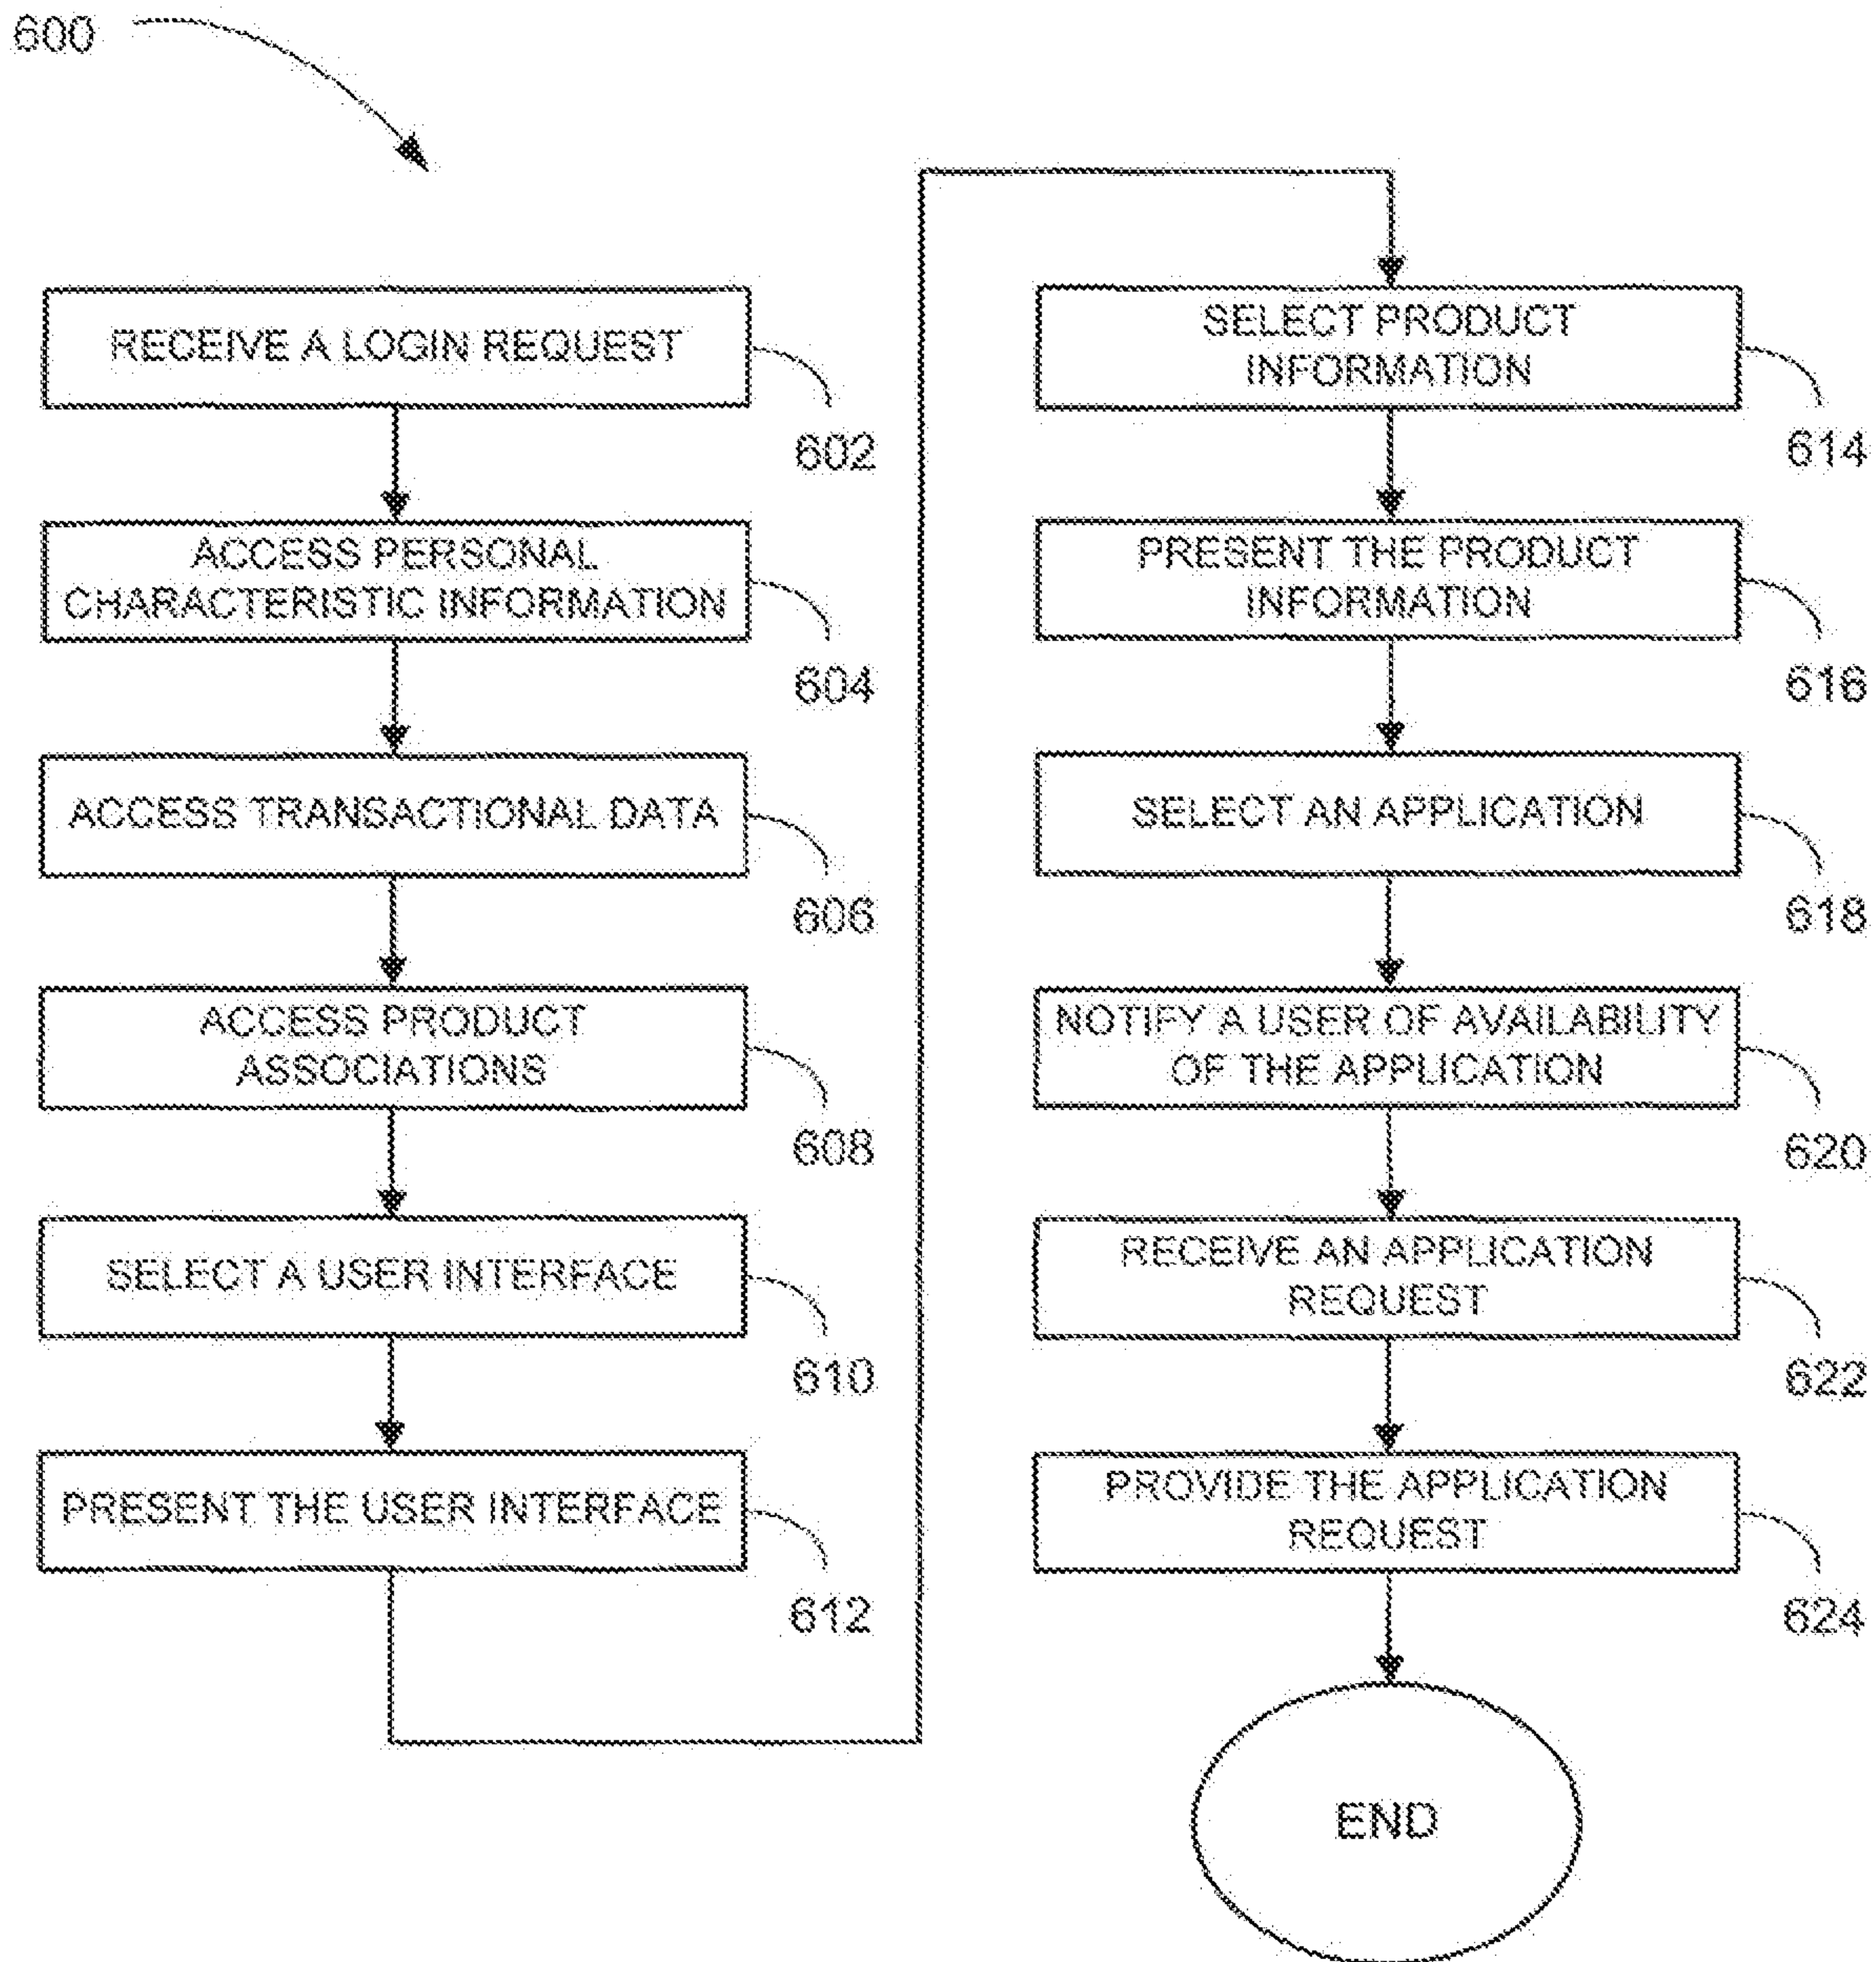 600
RECEIVE A LOGIN REQUEST
602
ACCESS PERSONAL
CHARACTERISTIC INFORMATION
604
ACCESS TRANSACTIONAL DATA
606
ACCESS PRODUCT
ASSOCIATIONS
608
SELECT A USER INTERFACE
610
PRESENT THE USER INTERFACE
612
SELECT PRODUCT
INFORMATION
614
PRESENT THE PRODUCT
INFORMATION
616
SELECT AN APPLICATION
618
NOTIFY A USER OF AVAILABILITY
OF THE APPLICATION
620
RECEIVE AN APPLICATION
REQUEST
622
PROVIDE THE APPLICATION
REQUEST
624
END